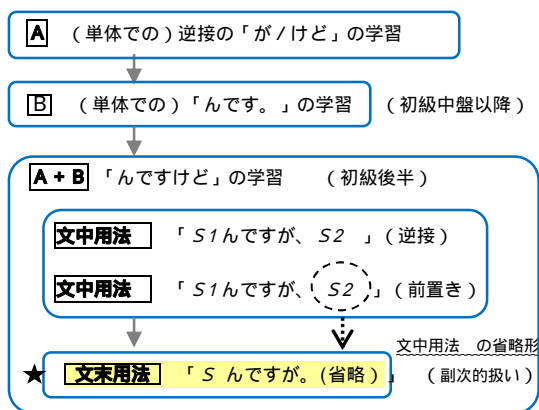 A （単体での）逆接の「が/けど」の学習
B （単体での）「んです。」の学習 （初級中盤以降）
A + B 「んですけど」の学習 （初級後半）
文中用法 「S1んですが、S2 」（逆接）
文中用法 「S1んですが、S2 」（前置き）
文中用法 の省略形
★ 文末用法 「S んですが。(省略）」 （副次的扱い）